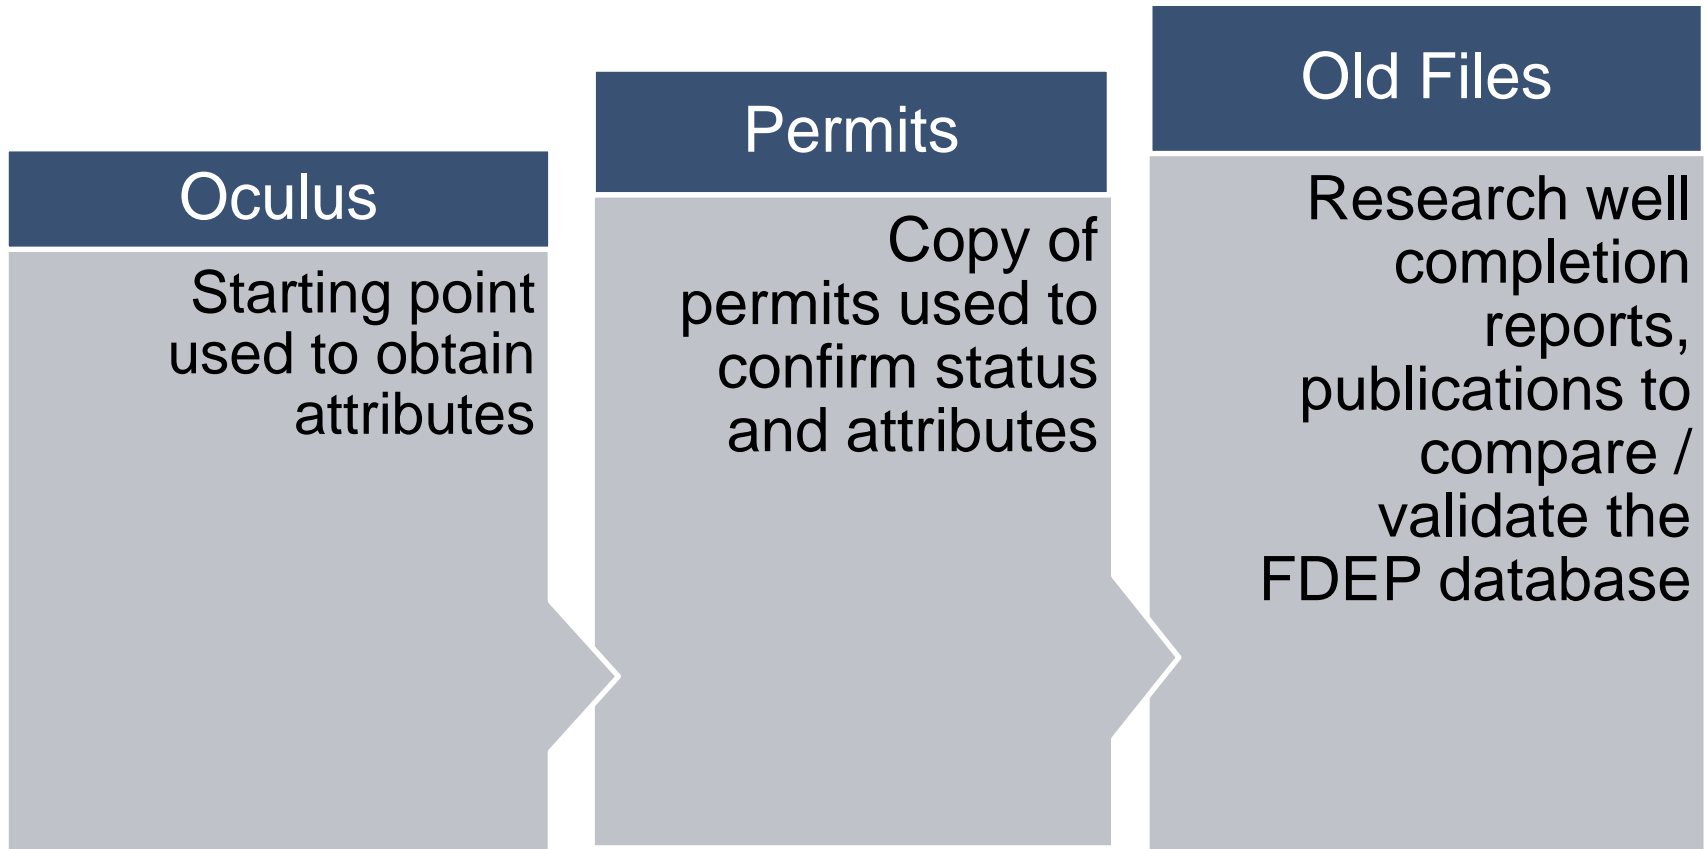 Oculus
Starting point
used to obtain
attributes
Permits
Copy of
permits used to
confirm status
and attributes
Old Files
Research well
completion
reports,
publications to
compare /
validate the
FDEP database